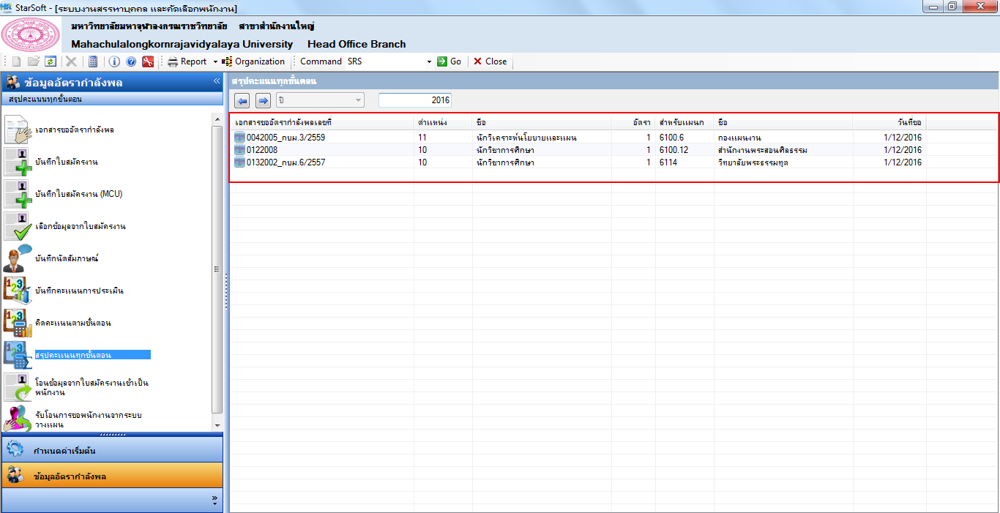 StarSoft - [ระบบงานสรรหาบุคคล และคัดเลือกพนักงาน]
มหาวิทยาลัยมหาจุฬาลงกรณราชวิทยาลัย สาขาสำนักงานใหญ่
Mahachulalongkornrajavidyalaya University Head Office Branch
Report Organization Command SRS Go Close
ข้อมูลอัตรากำลังพล «
สรุปคะแนนทุกขั้นตอน
เอกสารขออัตรากำลังพล
บันทึกใบสมัครงาน
บันทึกใบสมัครงาน (MCU)
เลือกข้อมูลจากใบสมัครงาน
บันทึกนัดสัมภาษณ์
บันทึกคะแนนการประเมิน
คิดคะแนนตามขั้นตอน
สรุปคะแนนทุกขั้นตอน
โอนข้อมูลจากใบสมัครงานเข้าเป็น
พนักงาน
รับโอนการขอพนักงานจากระบบ
วางแผน
กำหนดค่าเริ่มต้น
ข้อมูลอัตรากำลังพล
»
สรุปคะแนนทุกขั้นตอน
ปี 2016
เอกสารขออัตรากำลังพลเลขที่ ตำแหน่ง ชื่อ อัตรา สำหรับแผนก ชื่อ วันที่ขอ
0042005_กบม.3/2559 11 นักวิเคราะห์นโยบายและแผน 1 6100.6 กองแผนงาน 1/12/2016
0122008 10 นักวิชาการศึกษา 1 6100.12 สำนักงานพระสอนศีลธรรม 1/12/2016
0132002_กบม.6/2557 10 นักวิชาการศึกษา 1 6114 วิทยาลัยพระธรรมทูต 1/12/2016